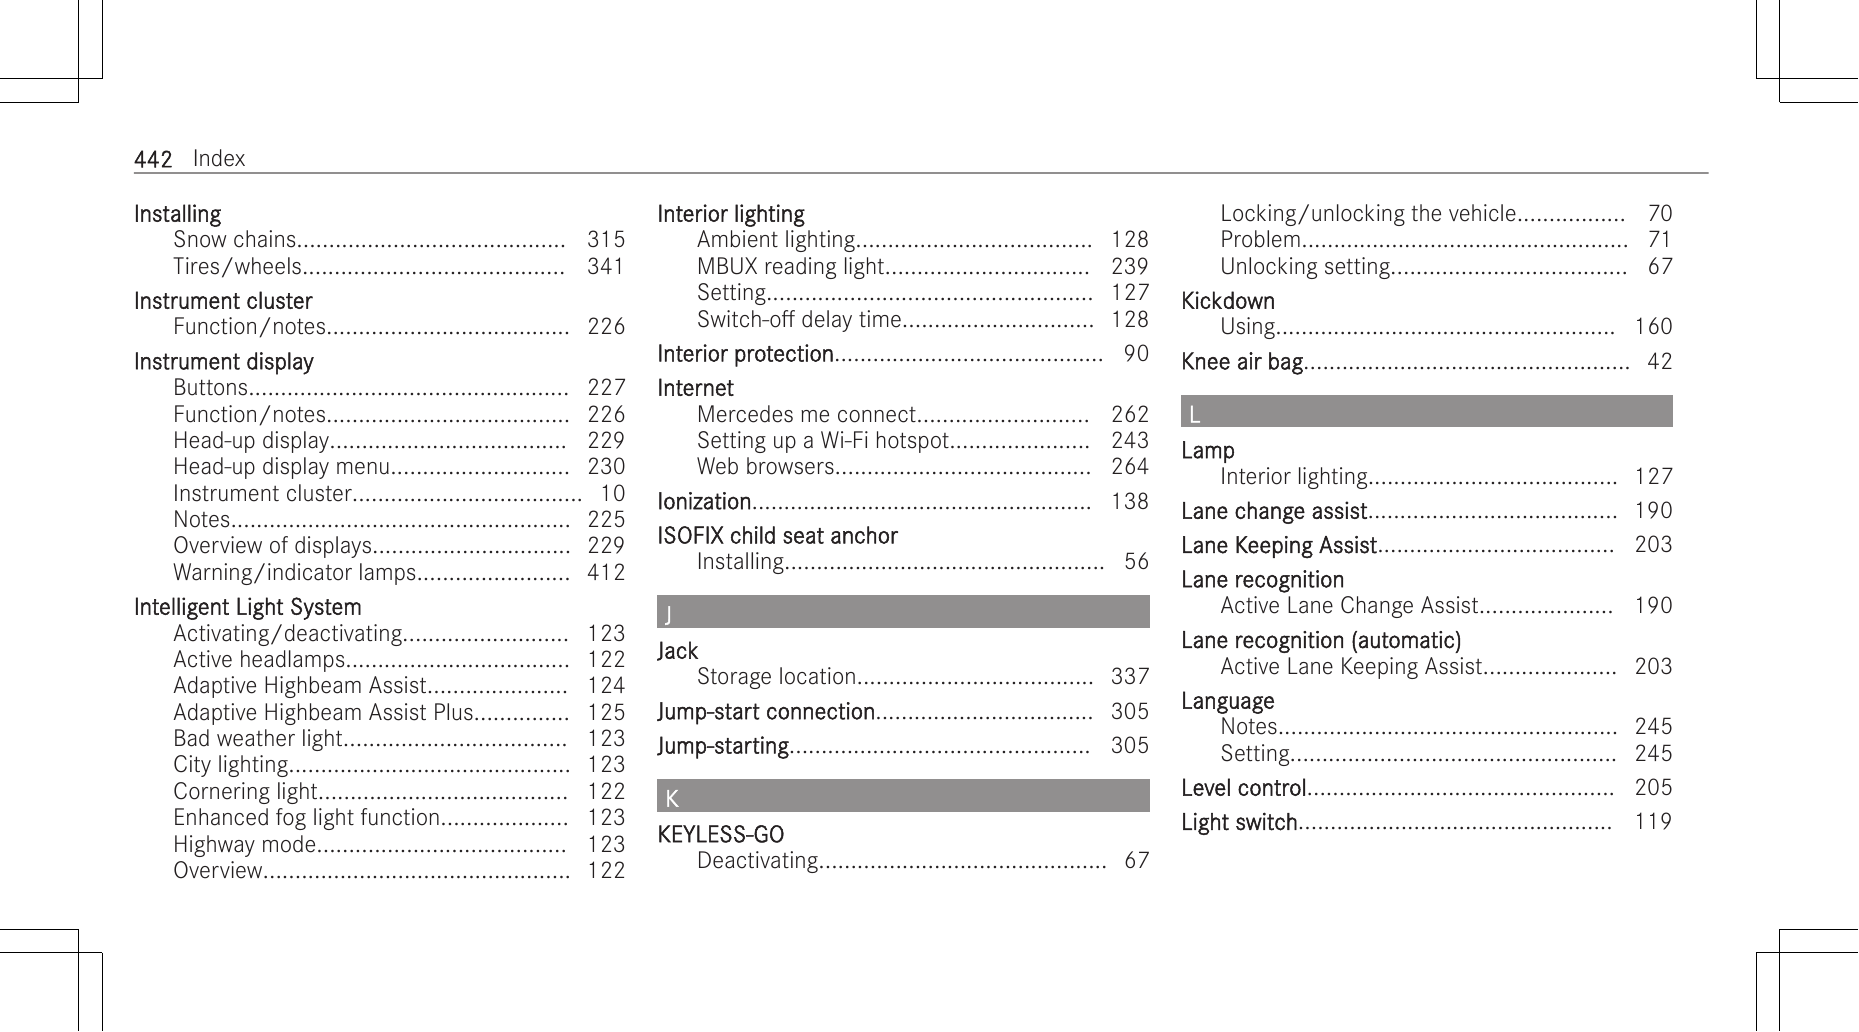 442 Index
Installing
Snow chains.......................................... 315
Tires/wheels......................................... 341
Instrument cluster
Function/notes...................................... 226
Instrument display
Buttons.................................................. 227
Function/notes...................................... 226
Head-up display..................................... 229
Head-up display menu............................ 230
Instrument cluster.................................... 10
Notes..................................................... 225
Overview of displays............................... 229
Warning/indicator lamps........................ 412
Intelligent Light System
Activating/deactivating.......................... 123
Active headlamps................................... 122
Adaptive Highbeam Assist...................... 124
Adaptive Highbeam Assist Plus............... 125
Bad weather light................................... 123
City lighting............................................ 123
Cornering light....................................... 122
Enhanced fog light function.................... 123
Highway mode....................................... 123
Overview................................................ 122
Interior lighting
Ambient lighting..................................... 128
MBUX reading light................................ 239
Setting................................................... 127
Switch-off delay time.............................. 128
Interior protection.......................................... 90
Internet
Mercedes me connect........................... 262
Setting up a Wi-Fi hotspot...................... 243
Web browsers........................................ 264
Ionization..................................................... 138
ISOFIX child seat anchor
Installing.................................................. 56
J
Jack
Storage location..................................... 337
Jump-start connection.................................. 305
Jump-starting............................................... 305
K
KEYLESS-GO
Deactivating............................................. 67
Locking/unlocking the vehicle................. 70
Problem................................................... 71
Unlocking setting..................................... 67
Kickdown
Using..................................................... 160
Knee air bag................................................... 42
L
Lamp
Interior lighting....................................... 127
Lane change assist....................................... 190
Lane Keeping Assist..................................... 203
Lane recognition
Active Lane Change Assist..................... 190
Lane recognition (automatic)
Active Lane Keeping Assist..................... 203
Language
Notes..................................................... 245
Setting................................................... 245
Level control................................................ 205
Light switch................................................. 119